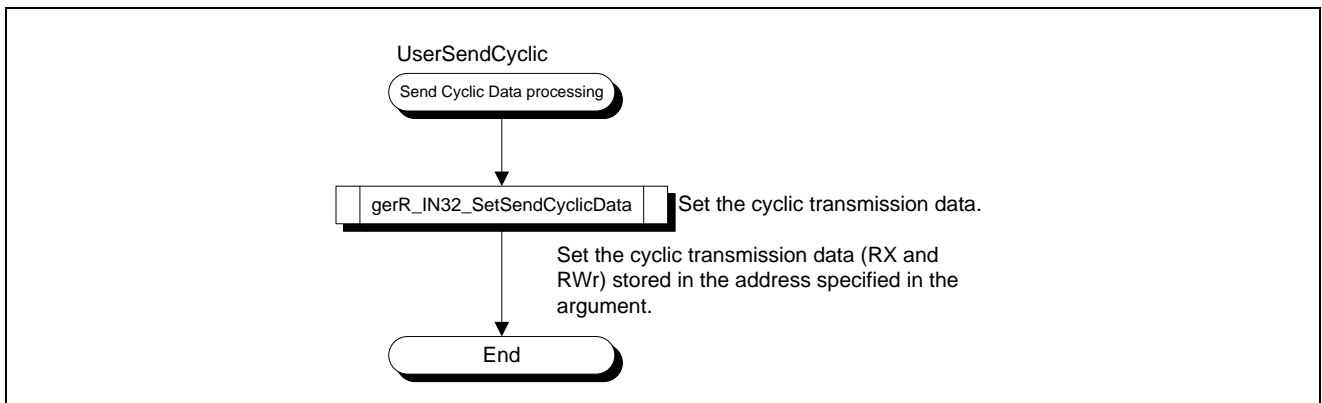 UserSendCyclic
Send Cyclic Data processing
gerR_IN32_SetSendCyclicData
Set the cyclic transmission data.
Set the cyclic transmission data (RX and
RWr) stored in the address specified in the
argument.
End